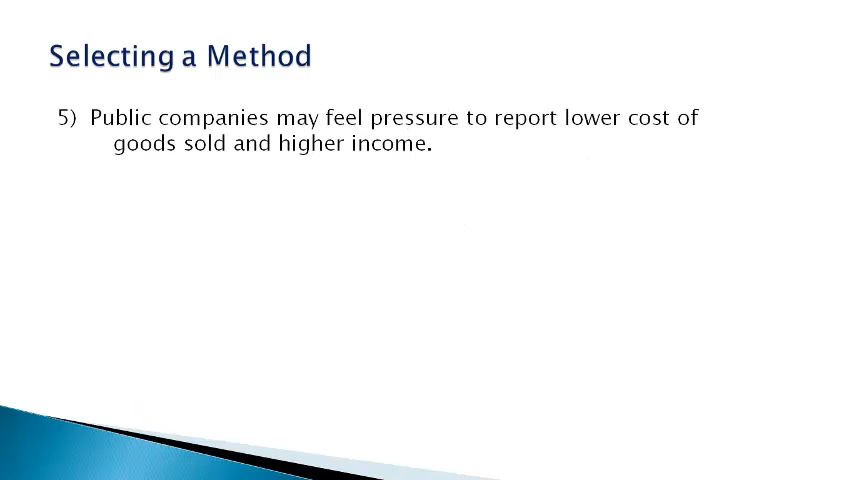 Selecting a Method
5) Public companies may feel pressure to report lower cost of
goods sold and higher income.